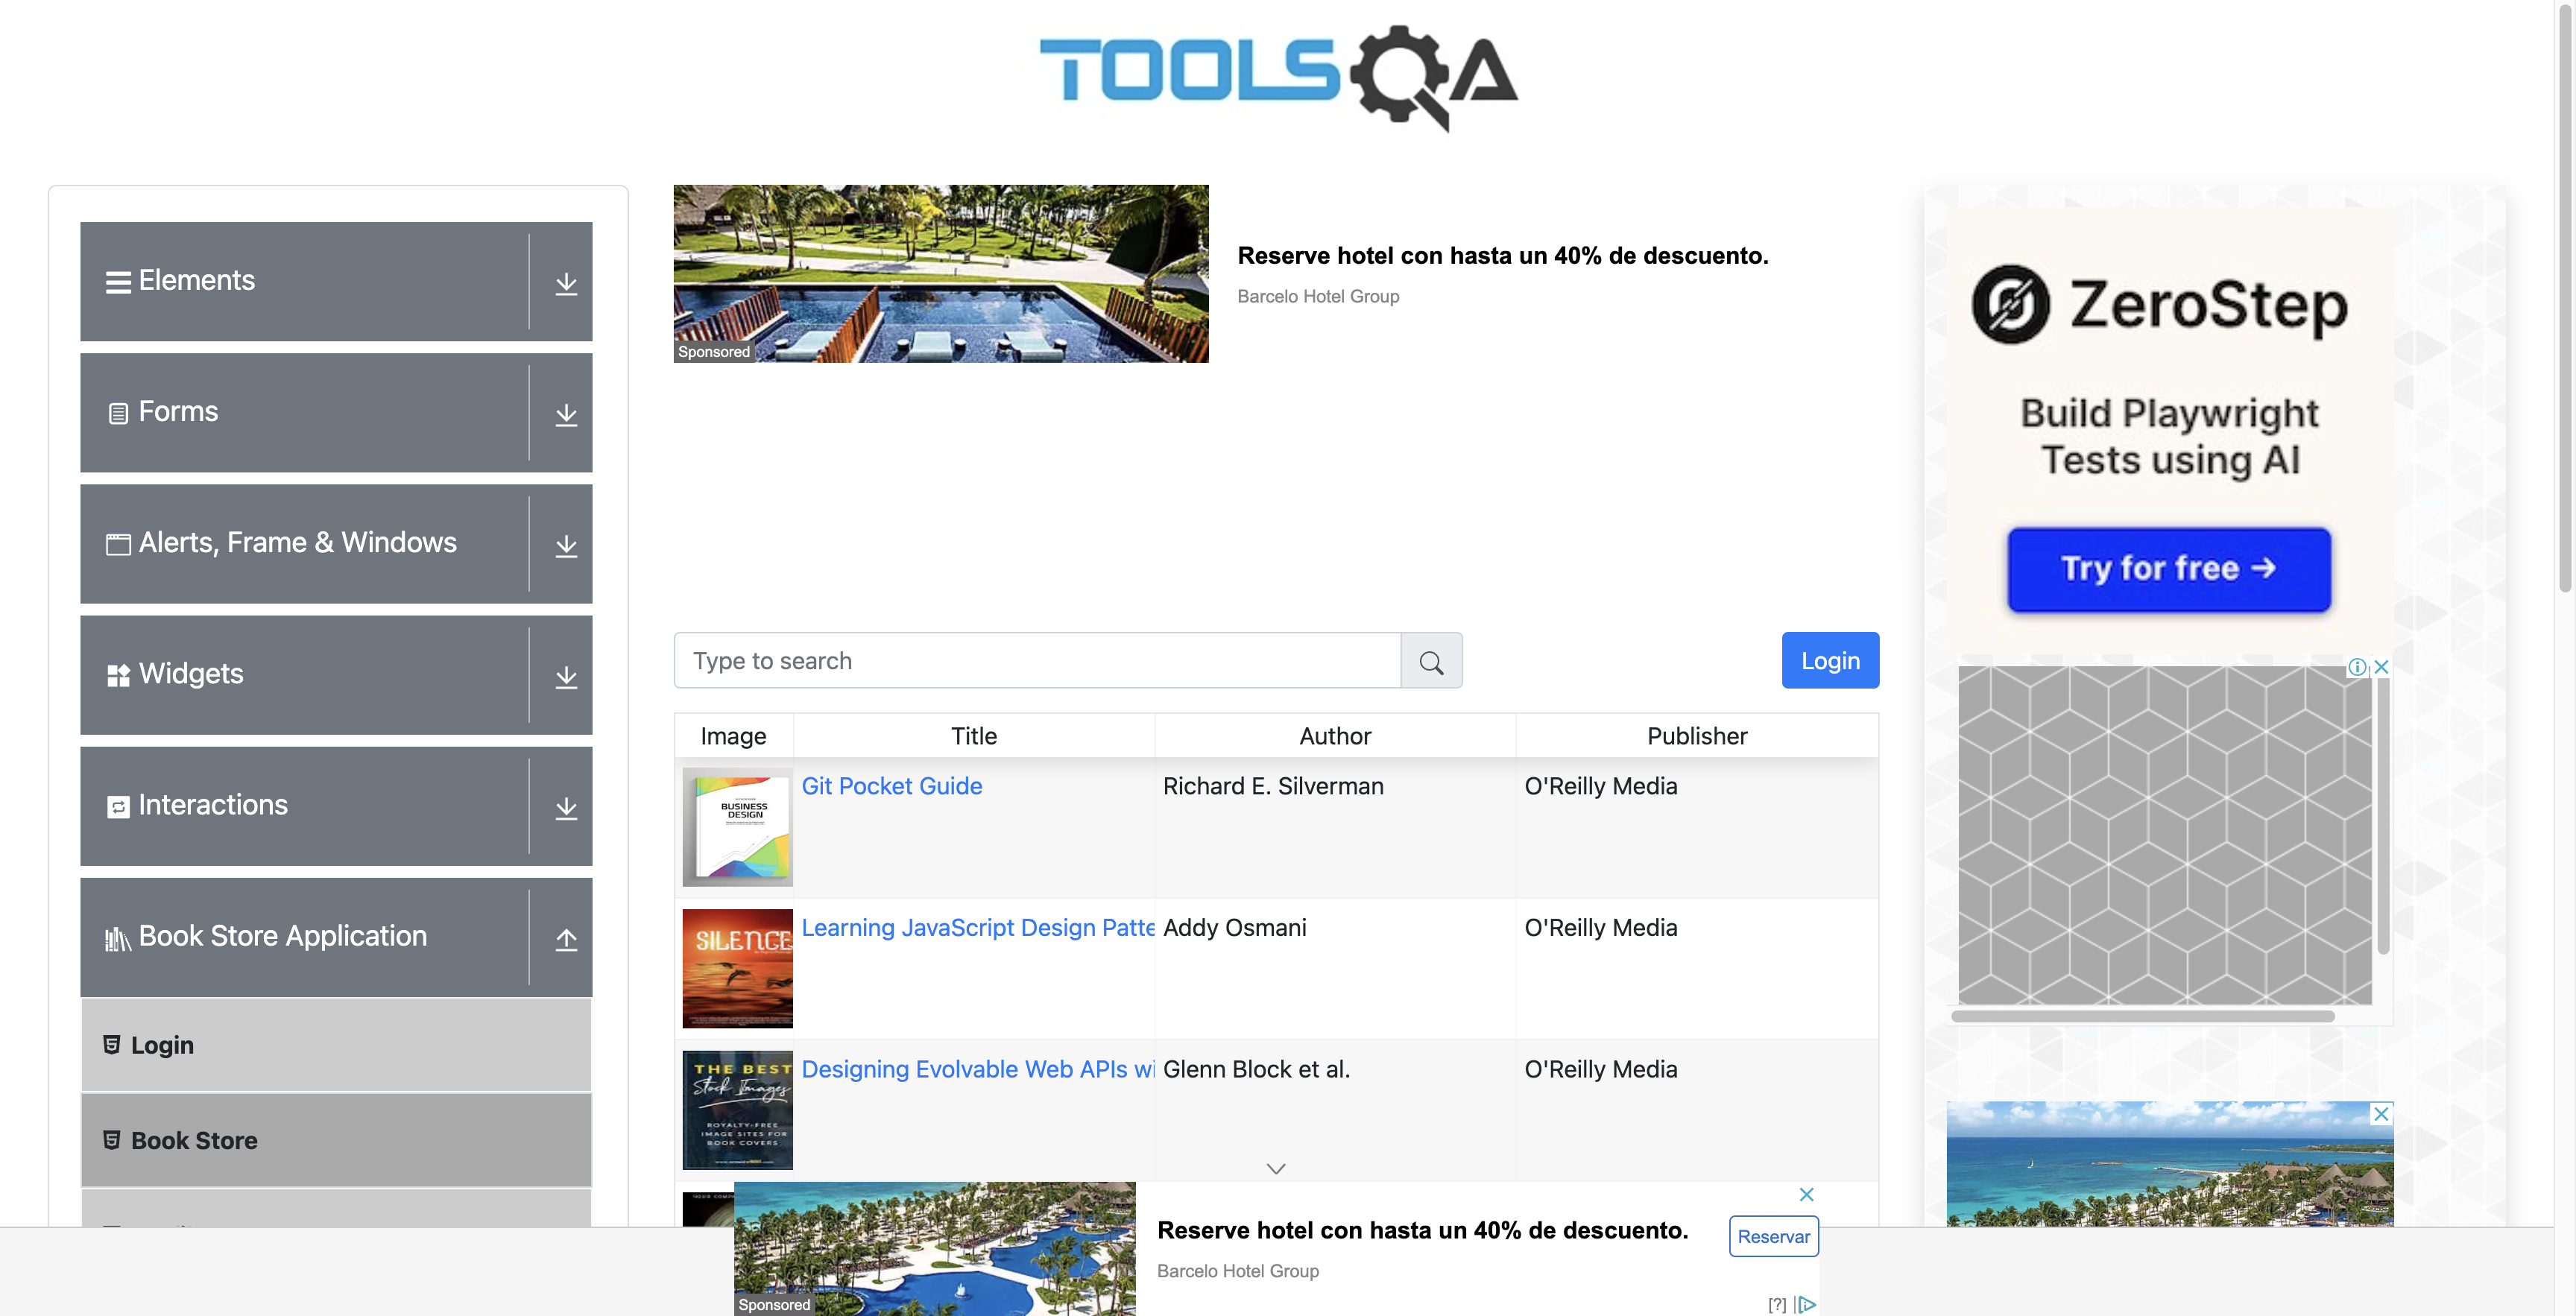 TOOLSQA
Elements
Forms
Alerts, Frame & Windows
Widgets
Interactions
Book Store Application
Login
Book Store
Reserve hotel con hasta un 40% de descuento.
Barcelo Hotel Group
Sponsored
Type to search
Login
Image Title Author Publisher
BUSINESS
DESIGN
Git Pocket Guide Richard E. Silverman O'Reilly Media
SILENCE
Learning JavaScript Design Patte Addy Osmani O'Reilly Media
THE BEST
Stock Images
ROYALTY-FREE
IMAGE SITES FOR
BOOK COVERS
Designing Evolvable Web APIs wi Glenn Block et al. O'Reilly Media
Reserve hotel con hasta un 40% de descuento.
Barcelo Hotel Group
Reservar
Sponsored
[?]
ZeroStep
Build Playwright
Tests using AI
Try for free →